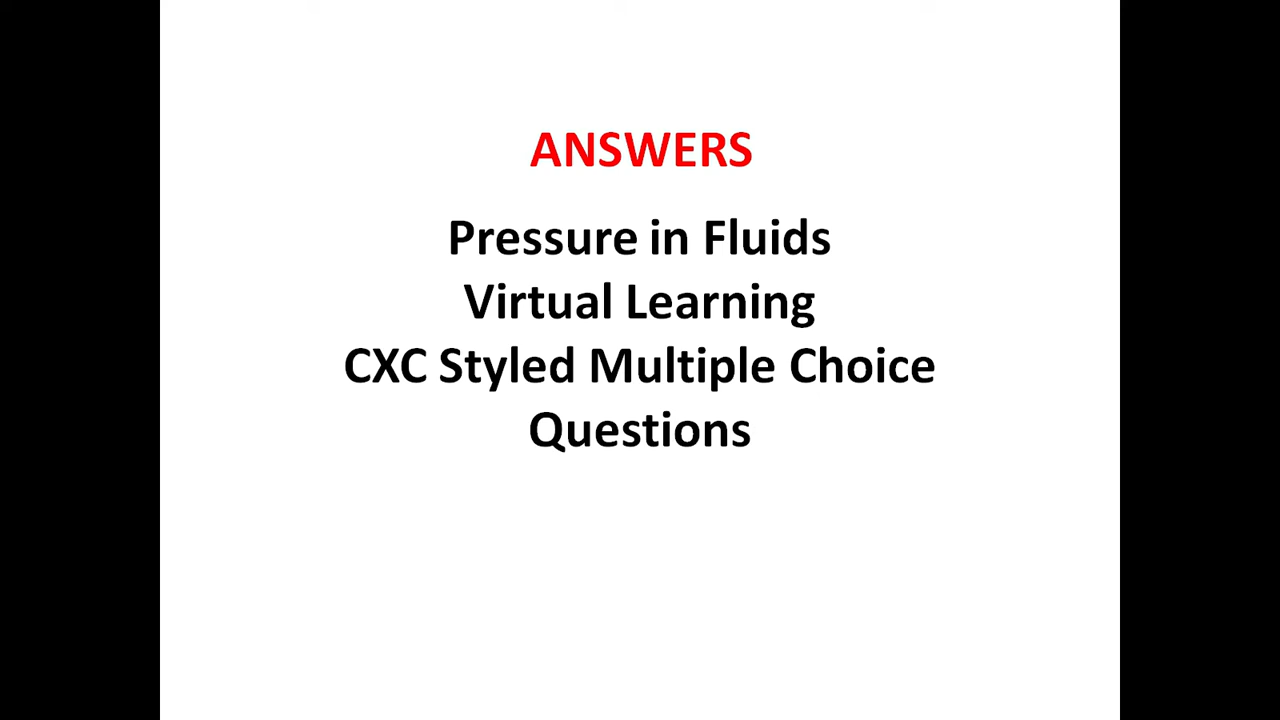 ANSWERS
Pressure in Fluids
Virtual Learning
CXC Styled Multiple Choice
Questions